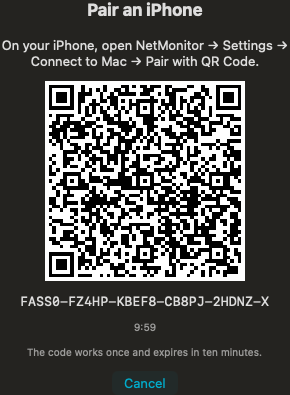 Pair an iPhone
On your iPhone, open NetMonitor → Settings →
Connect to Mac → Pair with QR Code.
FASS0-FZ4HP-KBEF8-CB8PJ-2HDNZ-X
9:59
The code works once and expires in ten minutes.
Cancel